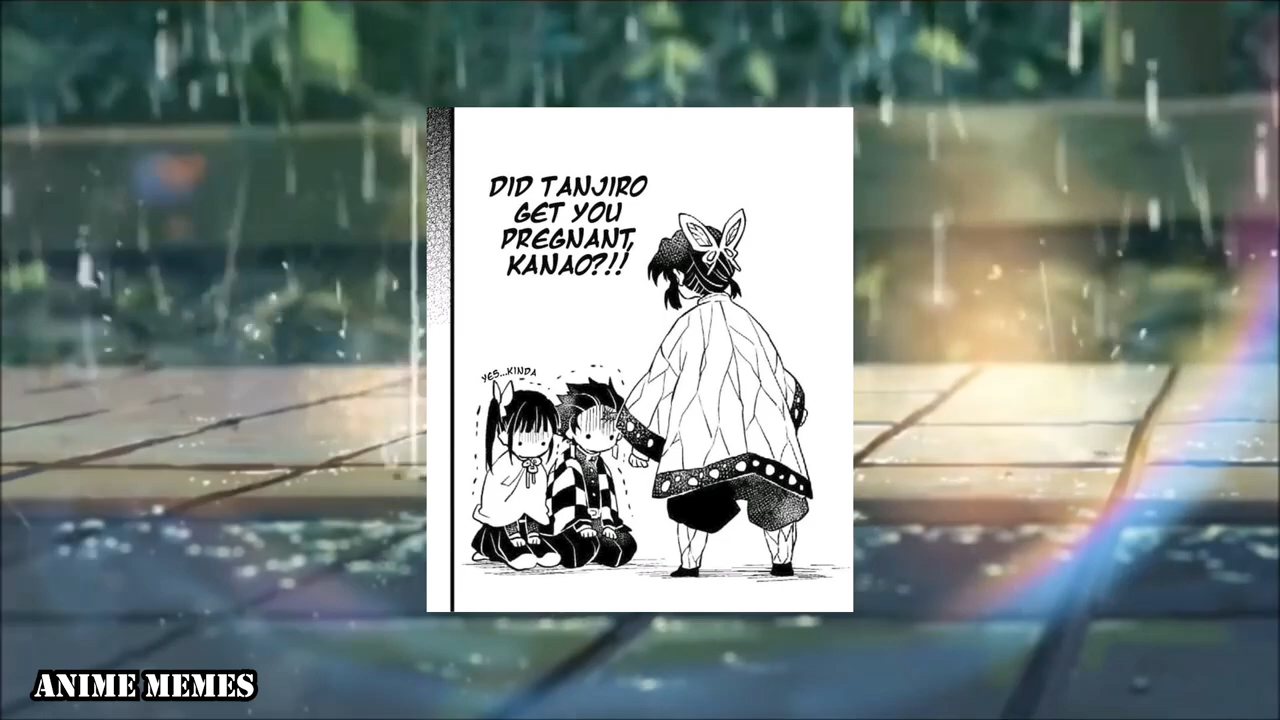 DID TANJIRO
GET YOU
PREGNANT,
KANAO?!!
YES...KINDA
ANIME MEMES